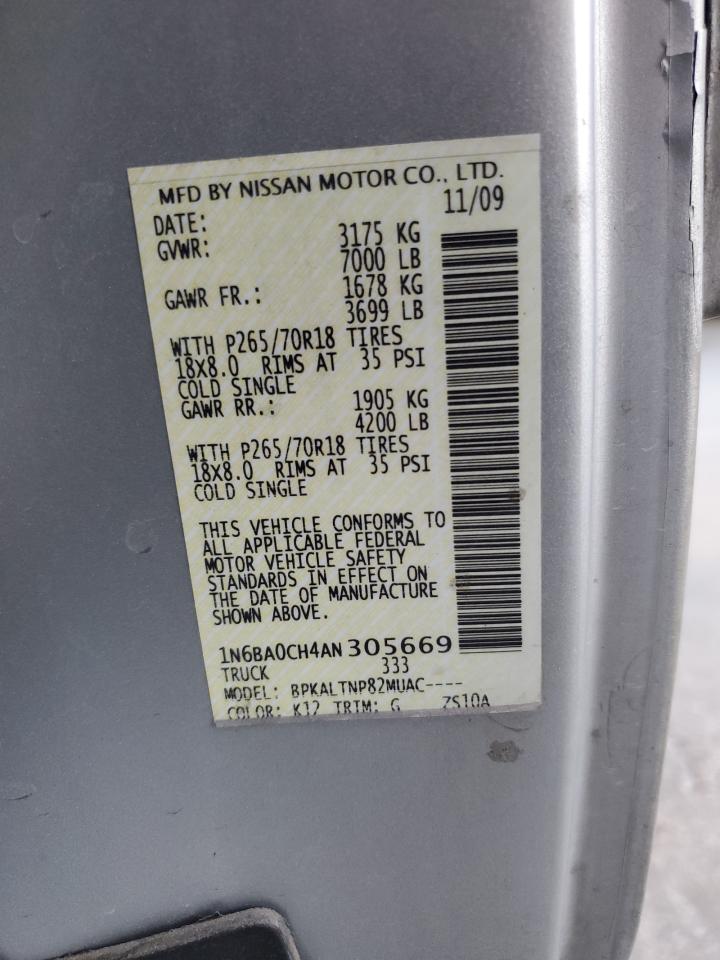 MFD BY NISSAN MOTOR CO., LTD.
DATE: 11/09
GVWR: 3175 KG
7000 LB
GAWR FR.: 1678 KG
3699 LB
WITH P265/70R18 TIRES
18X8.0 RIMS AT 35 PSI
COLD SINGLE
GAWR RR.: 1905 KG
4200 LB
WITH P265/70R18 TIRES
18X8.0 RIMS AT 35 PSI
COLD SINGLE
THIS VEHICLE CONFORMS TO
ALL APPLICABLE FEDERAL
MOTOR VEHICLE SAFETY
STANDARDS IN EFFECT ON
THE DATE OF MANUFACTURE
SHOWN ABOVE.
1N6BA0CH4AN305669
TRUCK 333
MODEL: BPKALTNP82MUAC----
COLOR: K12 TRIM: G ZS10A